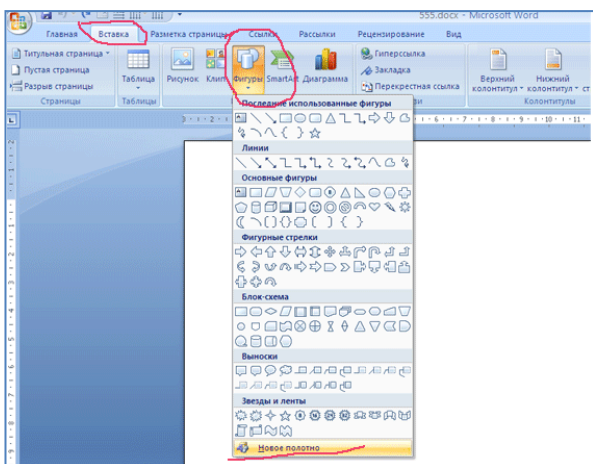 555.docx - Microsoft Word
Главная Вставка Разметка страницы Ссылки Рассылки Рецензирование Вид
Титульная страница
Пустая страница
Разрыв страницы
Страницы
Таблица
Таблицы
Рисунок Клип Фигуры SmartArt Диаграмма
Гиперссылка
Закладка
Перекрестная ссылка
Верхний колонтитул
Нижний колонтитул
Колонтитулы
Последние использованные фигуры
Линии
Основные фигуры
Фигурные стрелки
Блок-схема
Выноски
Звезды и ленты
Новое полотно